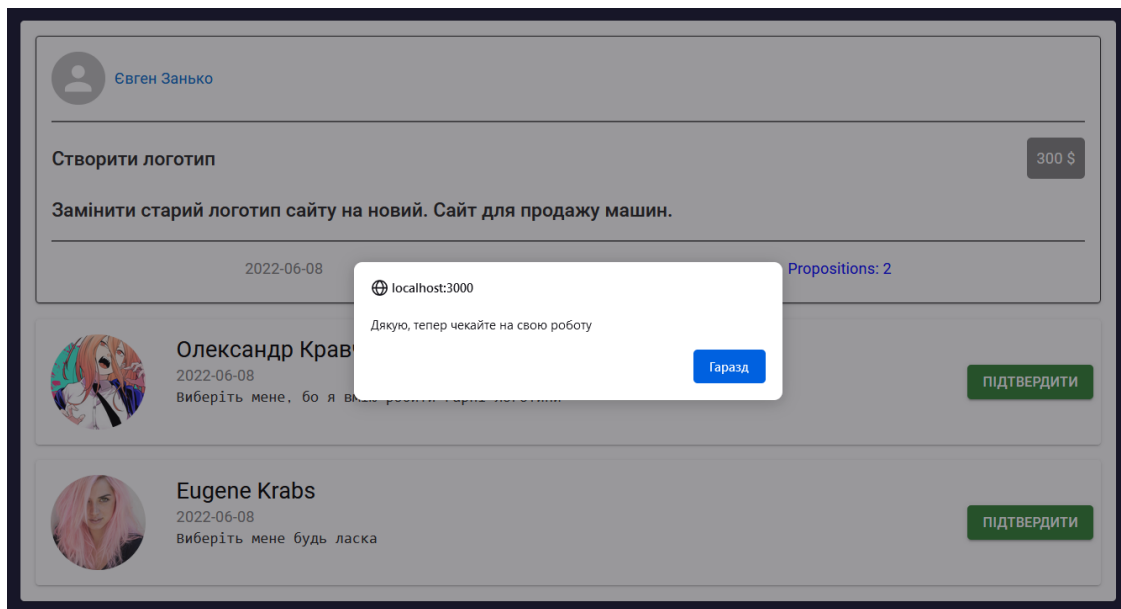 Євген Занько
Створити логотип
300 $
Замінити старий логотип сайту на новий. Сайт для продажу машин.
2022-06-08
Propositions: 2
localhost:3000
Дякую, тепер чекайте на свою роботу
Гаразд
Олександр
2022-06-08
Виберіть мене, бо я
ПІДТВЕРДИТИ
Eugene Krabs
2022-06-08
Виберіть мене будь ласка
ПІДТВЕРДИТИ